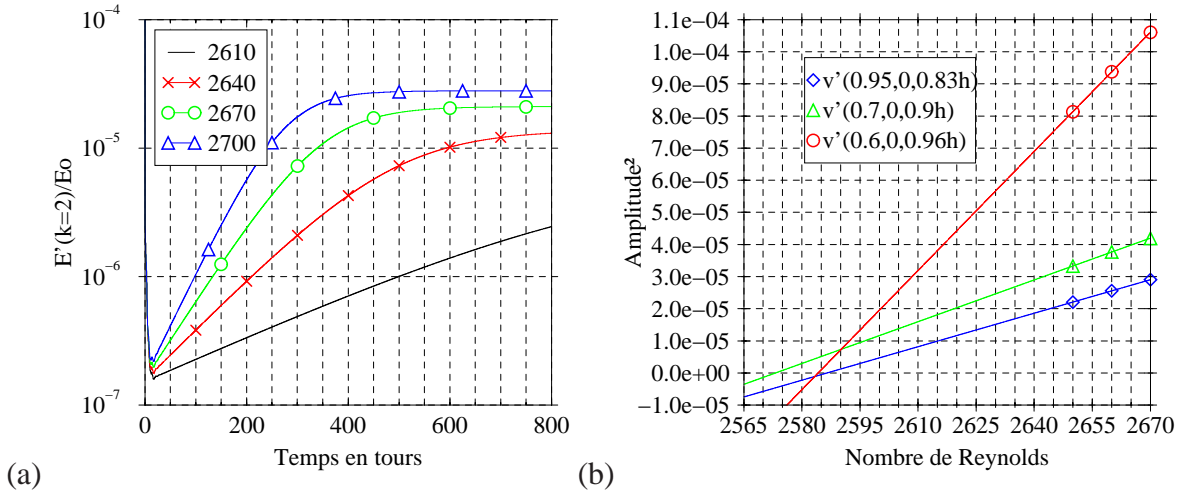 10⁻⁴
10⁻⁵
10⁻⁶
10⁻⁷
E'(k=2)/Eo
2610
2640
2670
2700
0
200
400
600
800
Temps en tours
(a)
1.1e-04
1.0e-04
9.0e-05
8.0e-05
7.0e-05
6.0e-05
5.0e-05
4.0e-05
3.0e-05
2.0e-05
1.0e-05
0.0e+00
-1.0e-05
Amplitude²
v'(0.95,0,0.83h)
v'(0.7,0,0.9h)
v'(0.6,0,0.96h)
2565
2580
2595
2610
2625
2640
2655
2670
Nombre de Reynolds
(b)